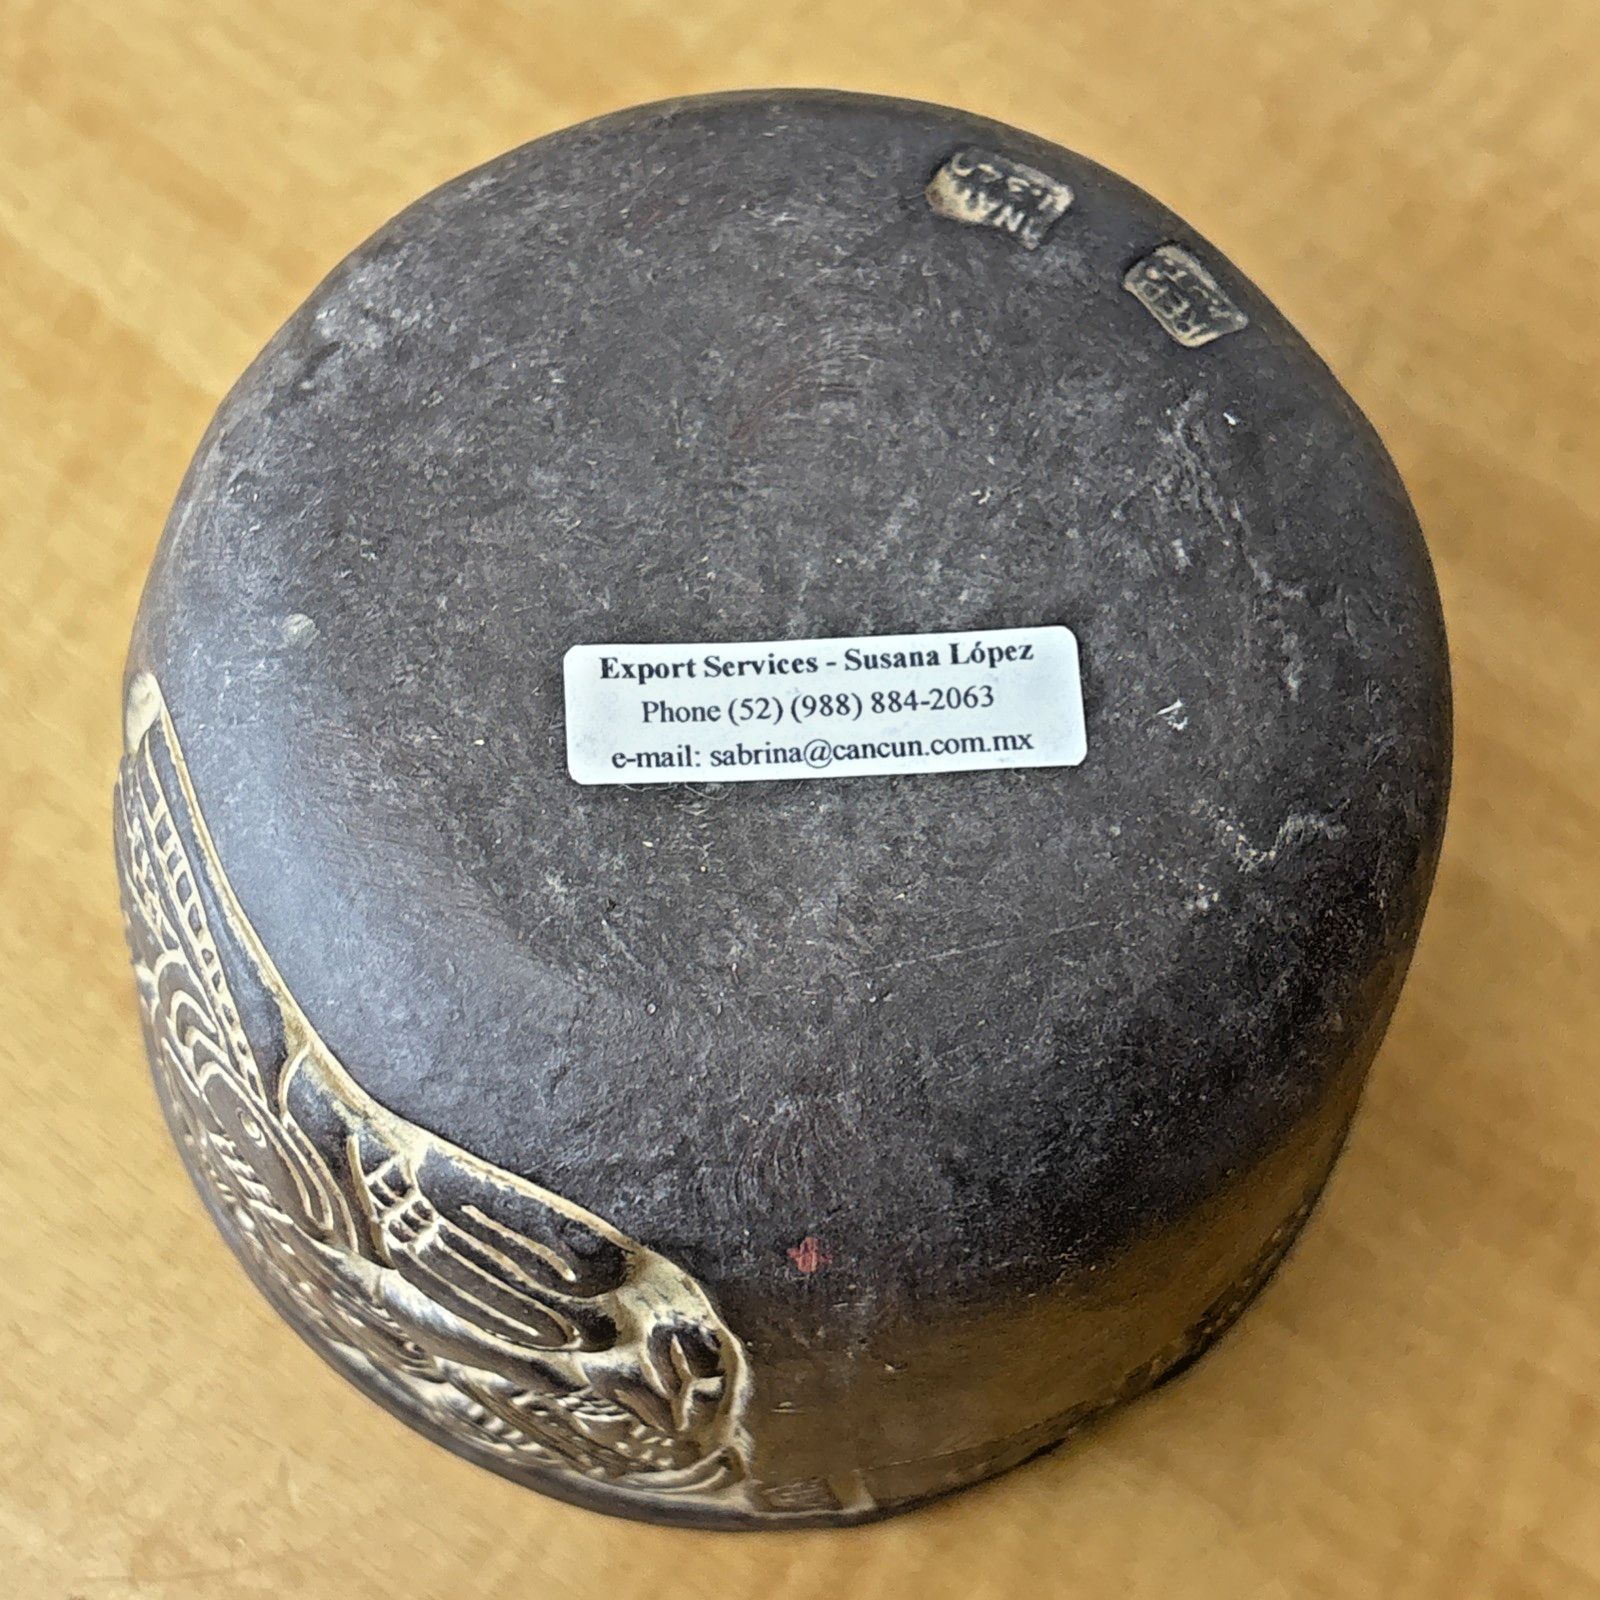 Export Services - Susana López
Phone (52) (988) 884-2063
e-mail: sabrina@cancun.com.mx